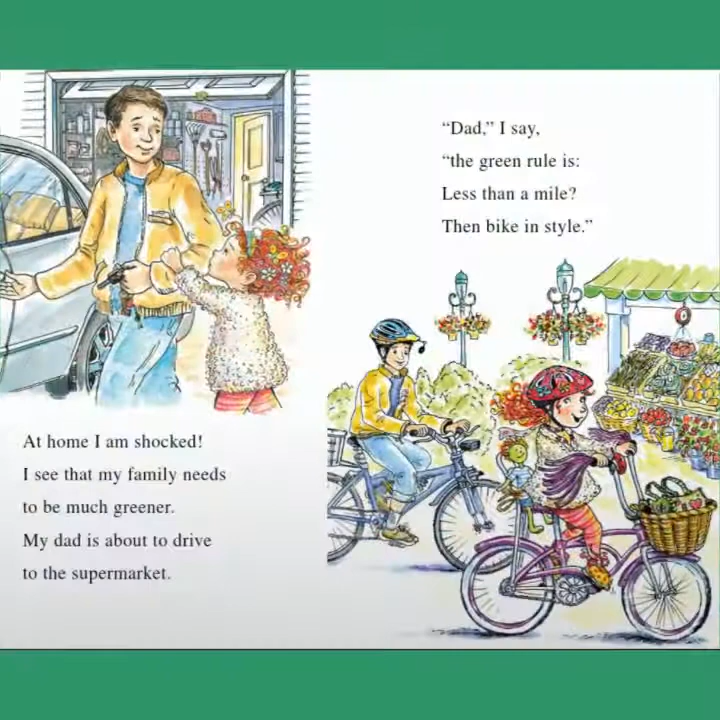 At home I am shocked!
I see that my family needs
to be much greener.
My dad is about to drive
to the supermarket.
“Dad,” I say,
“the green rule is:
Less than a mile?
Then bike in style.”